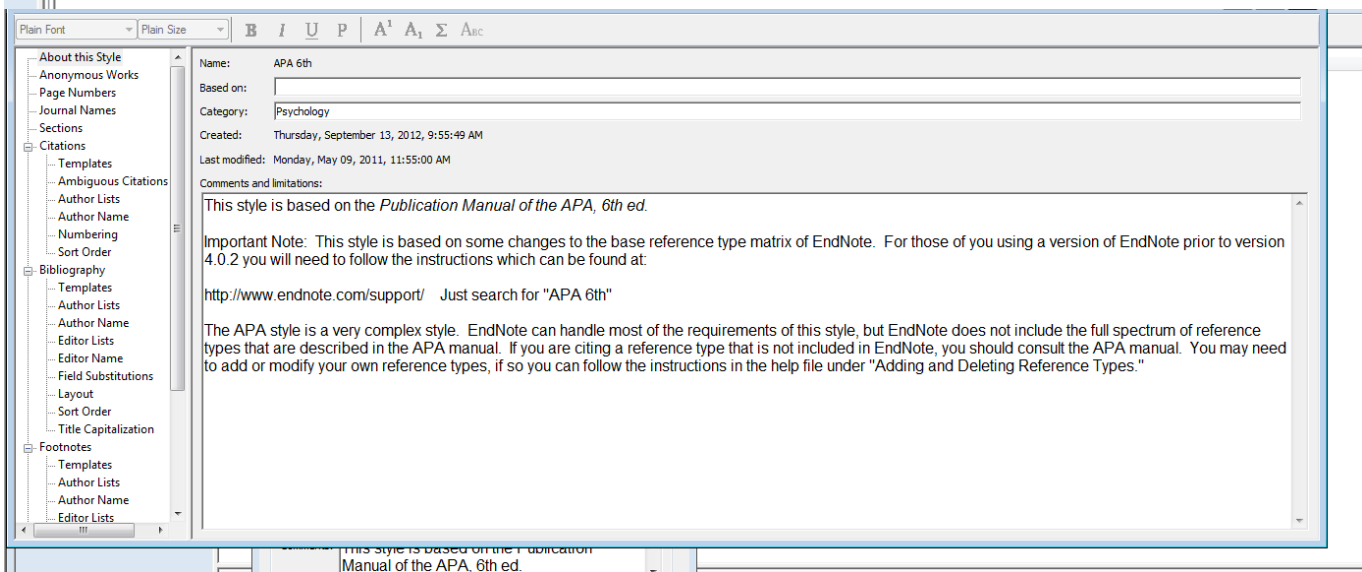 Plain Font
Plain Size
B I U P A1 A1 Σ ABC
About this Style
Anonymous Works
Page Numbers
Journal Names
Sections
Citations
Templates
Ambiguous Citations
Author Lists
Author Name
Numbering
Sort Order
Bibliography
Templates
Author Lists
Author Name
Editor Lists
Editor Name
Field Substitutions
Layout
Sort Order
Title Capitalization
Footnotes
Templates
Author Lists
Author Name
Editor Lists
Name: APA 6th
Based on:
Category: Psychology
Created: Thursday, September 13, 2012, 9:55:49 AM
Last modified: Monday, May 09, 2011, 11:55:00 AM
Comments and limitations:
This style is based on the Publication Manual of the APA, 6th ed.
Important Note:  This style is based on some changes to the base reference type matrix of EndNote.  For those of you using a version of EndNote prior to version
4.0.2 you will need to follow the instructions which can be found at:
http://www.endnote.com/support/    Just search for "APA 6th"
The APA style is a very complex style.  EndNote can handle most of the requirements of this style, but EndNote does not include the full spectrum of reference
types that are described in the APA manual.  If you are citing a reference type that is not included in EndNote, you should consult the APA manual.  You may need
to add or modify your own reference types, if so you can follow the instructions in the help file under "Adding and Deleting Reference Types."
This style is based on the Publication
Manual of the APA, 6th ed.